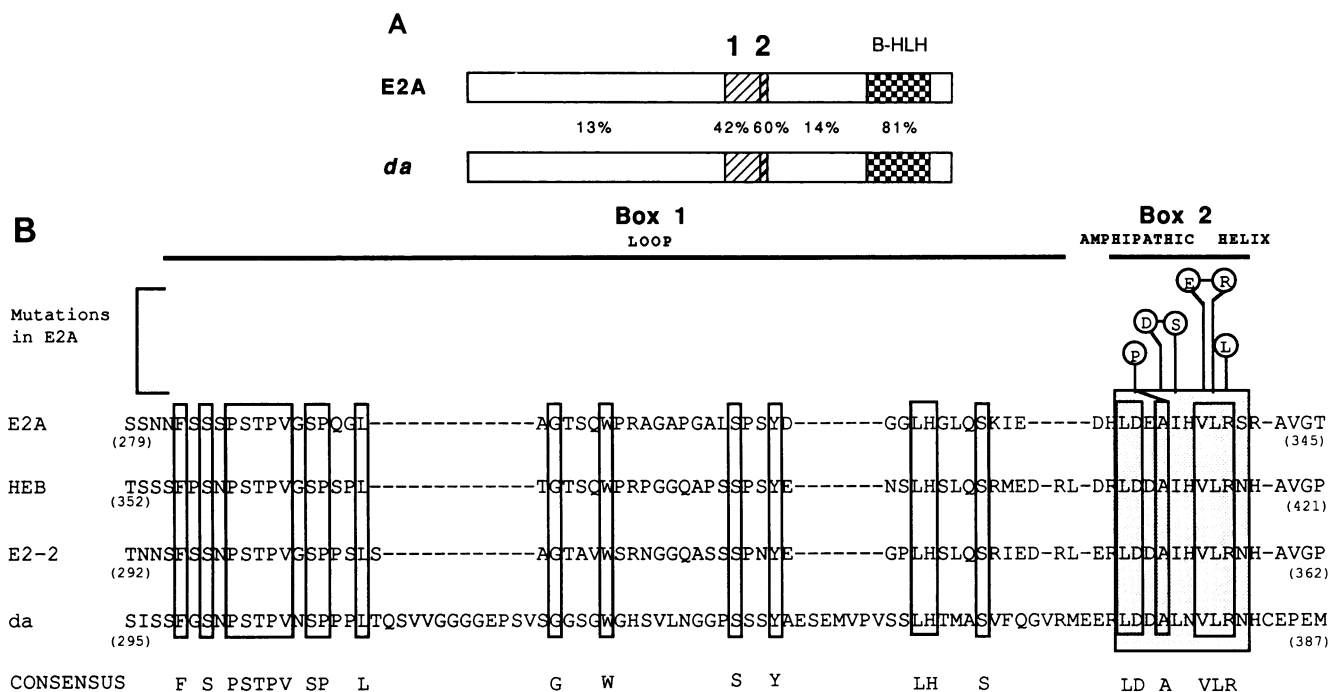 A
1 2 B-HLH
E2A
13% 42% 60% 14% 81%
da
B
Box 1 Box 2
LOOP AMPHIPATHIC HELIX
E R
Mutations
in E2A
D S
P L
E2A SSNNFSSSPSTPVGSPQGL-------------AGTSQWPRAGAPGALSPSYD-------GGLHGLQSKIE----DHLDEAIHVLRSR-AVGT
(279) (345)
HEB TSSSFPSNPSTPVGSPSPL-------------TGTSQWPRPGGQAPSSPSYE-------NSLHSLQSRMED-RL-DRLDDAIHVLRNH-AVGP
(352) (421)
E2-2 TNNSFSSNPSTPVGSPPSLS------------AGTAVWSRNGGQASSSPNYE-------GPLHSLQSRIED-RL-ERLDDAIHVLRNH-AVGP
(292) (362)
da SISSFGSNPSTPVNSPPPLTQSVVGGGGEPSVSGGSGWGHSVLNGGPSSSYAESEMVPVSSLHTMASVFQGVRMEERLDDALNVLRNHCEPEM
(295) (387)
CONSENSUS F S PSTPV SP L G W S Y LH S LD A VLR